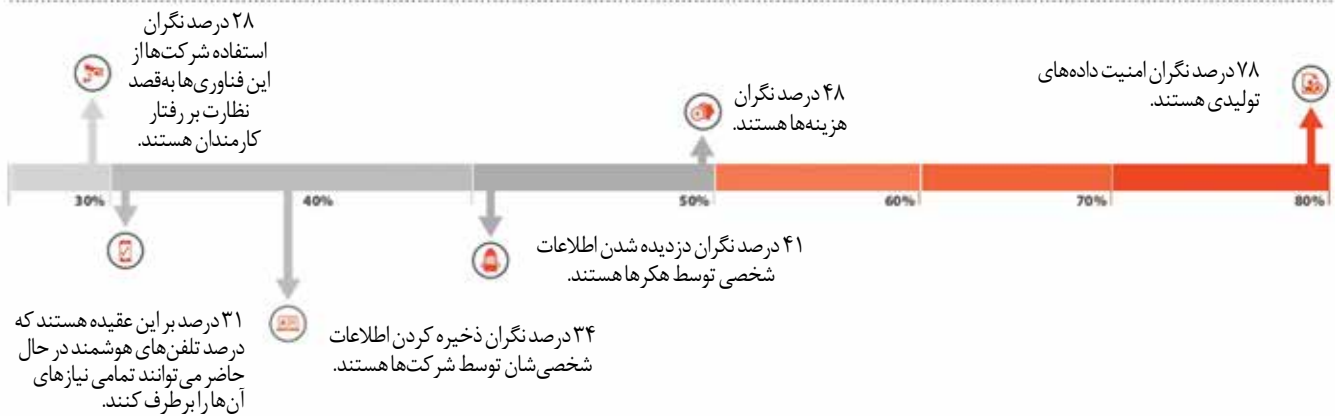 ۲۸ درصد نگران
استفاده شرکت‌ها از
این فناوری‌ها به‌قصد
نظارت بر رفتار
کارمندان هستند.
۴۸ درصد نگران
هزینه‌ها هستند.
۷۸ درصد نگران امنیت داده‌های
تولیدی هستند.
30%
40%
50%
60%
70%
80%
۴۱ درصد نگران دزدیده شدن اطلاعات
شخصی توسط هکرها هستند.
۳۴ درصد نگران ذخیره کردن اطلاعات
شخصی‌شان توسط شرکت‌ها هستند.
۳۱ درصد بر این عقیده هستند که
درصد تلفن‌های هوشمند در حال
حاضر می‌توانند تمامی نیازهای
آن‌ها را برطرف کنند.